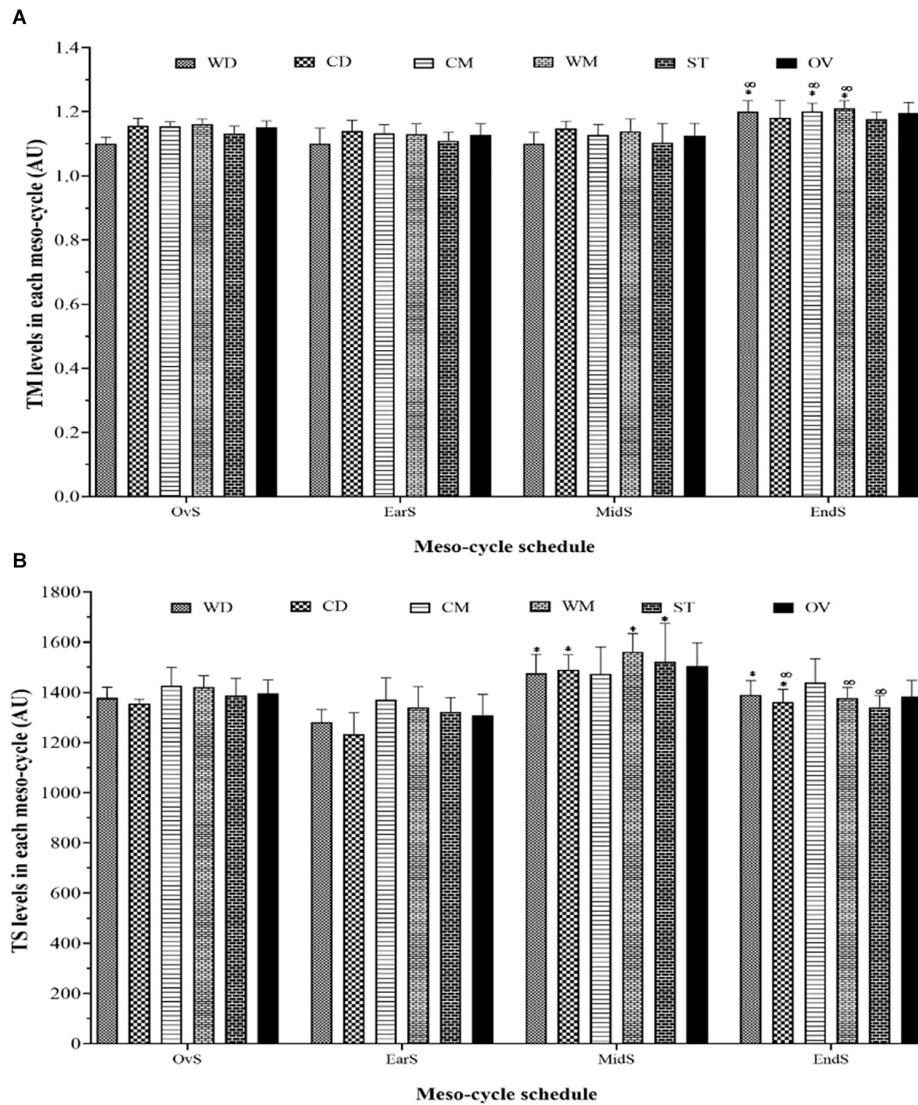 A
WD CD CM WM ST OV
1.4
1.2
1.0
0.8
0.6
0.4
0.2
0.0
TM levels in each meso-cycle (AU)
* ∞ * ∞ * ∞
OvS EarS MidS EndS
Meso-cycle schedule
B
WD CD CM WM ST OV
1800
1600
1400
1200
1000
800
600
400
200
0
TS levels in each meso-cycle (AU)
* * * * * * ∞ ∞ ∞
OvS EarS MidS EndS
Meso-cycle schedule